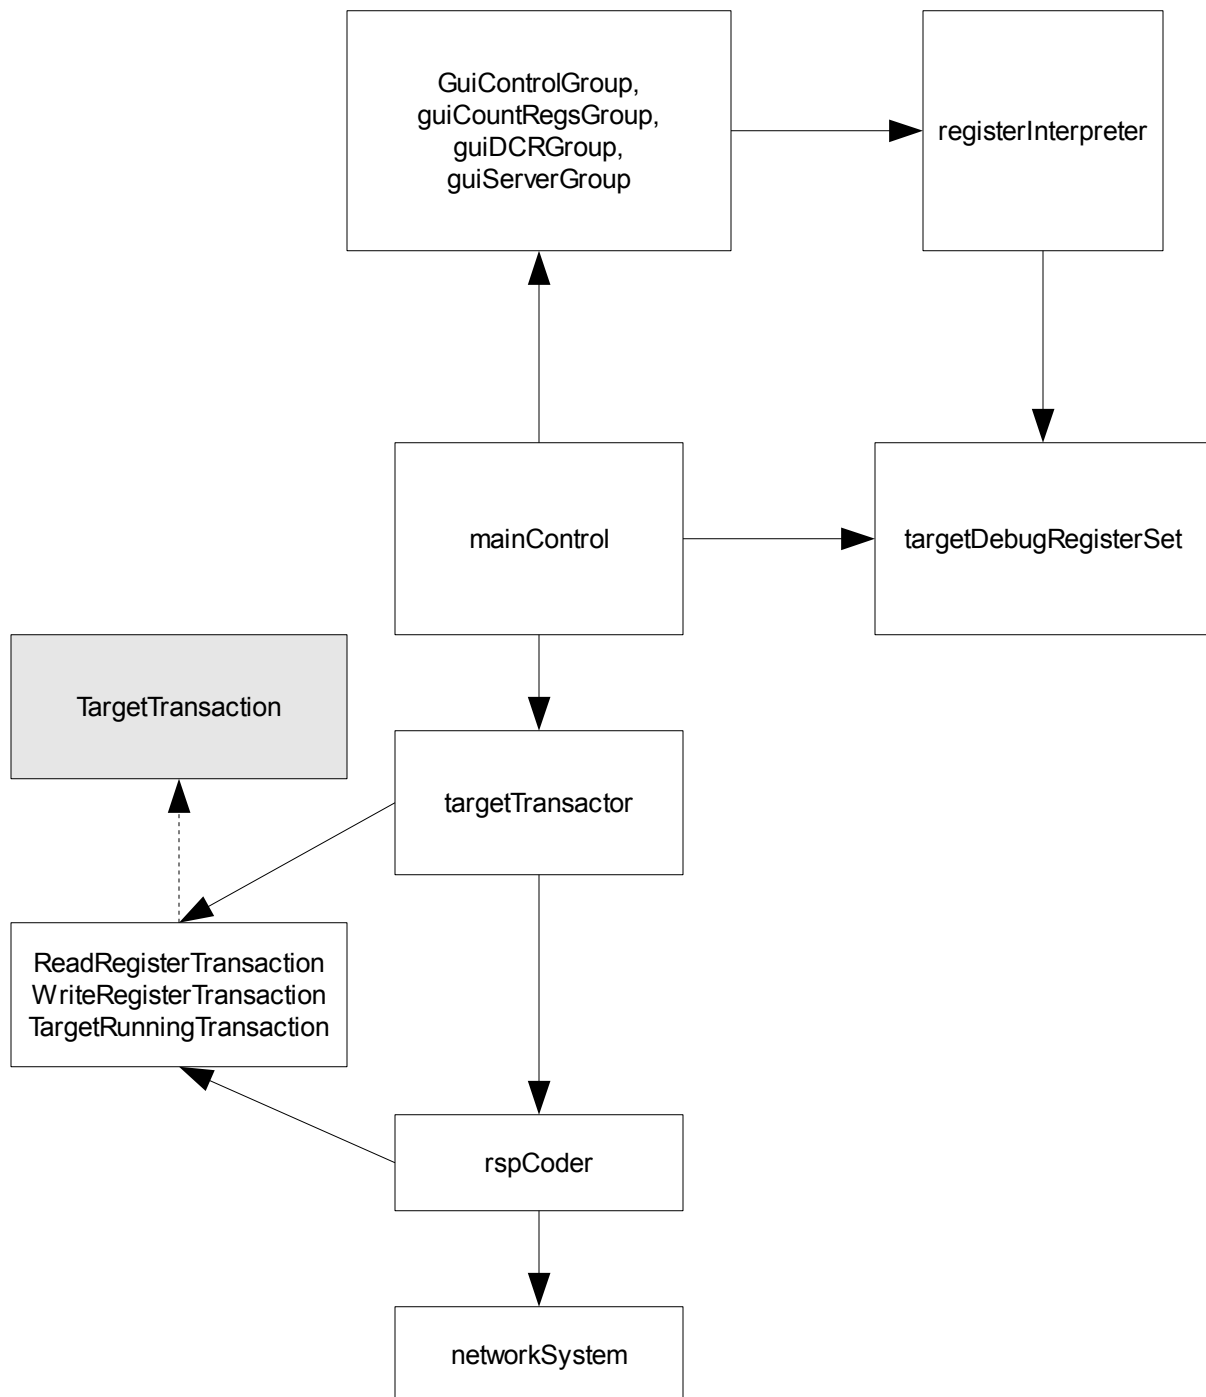 GuiControlGroup,
guiCountRegsGroup,
guiDCRGroup,
guiServerGroup
registerInterpreter
mainControl
targetDebugRegisterSet
TargetTransaction
targetTransactor
ReadRegisterTransaction
WriteRegisterTransaction
TargetRunningTransaction
rspCoder
networkSystem